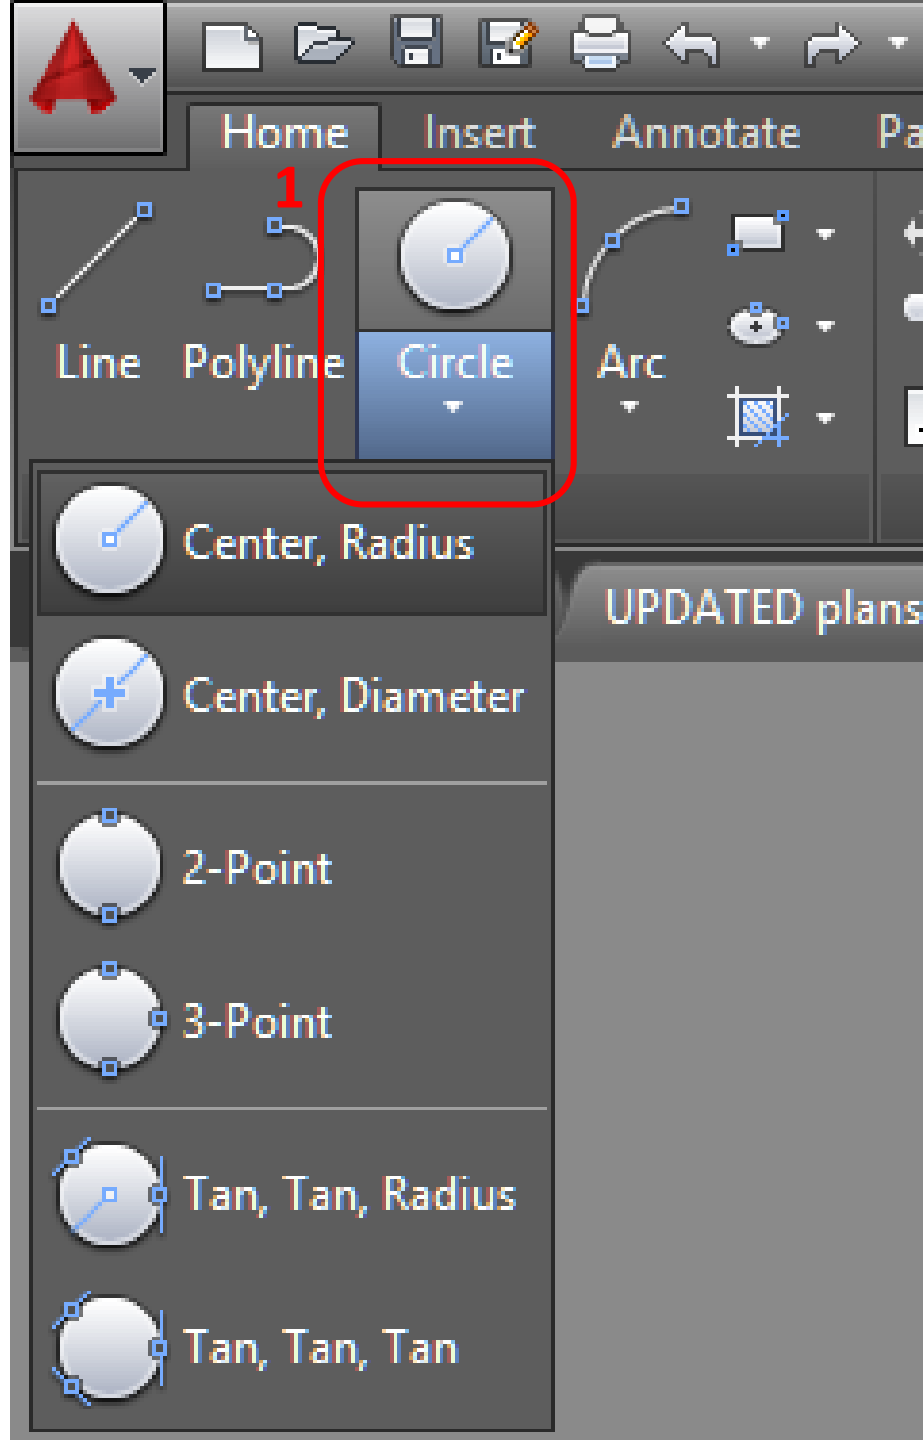 Home Insert Annotate Pa
1
Line Polyline Circle Arc
Center, Radius
UPDATED plans
Center, Diameter
2-Point
3-Point
Tan, Tan, Radius
Tan, Tan, Tan